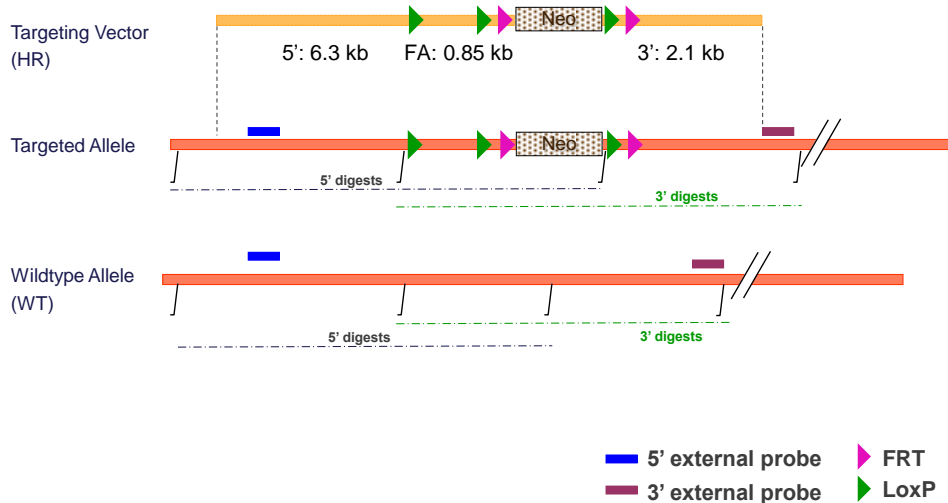 Targeting Vector
(HR)
Neo
5': 6.3 kb FA: 0.85 kb 3': 2.1 kb
Targeted Allele
Neo
5' digests
3' digests
Wildtype Allele
(WT)
5' digests
3' digests
5' external probe
FRT
3' external probe
LoxP